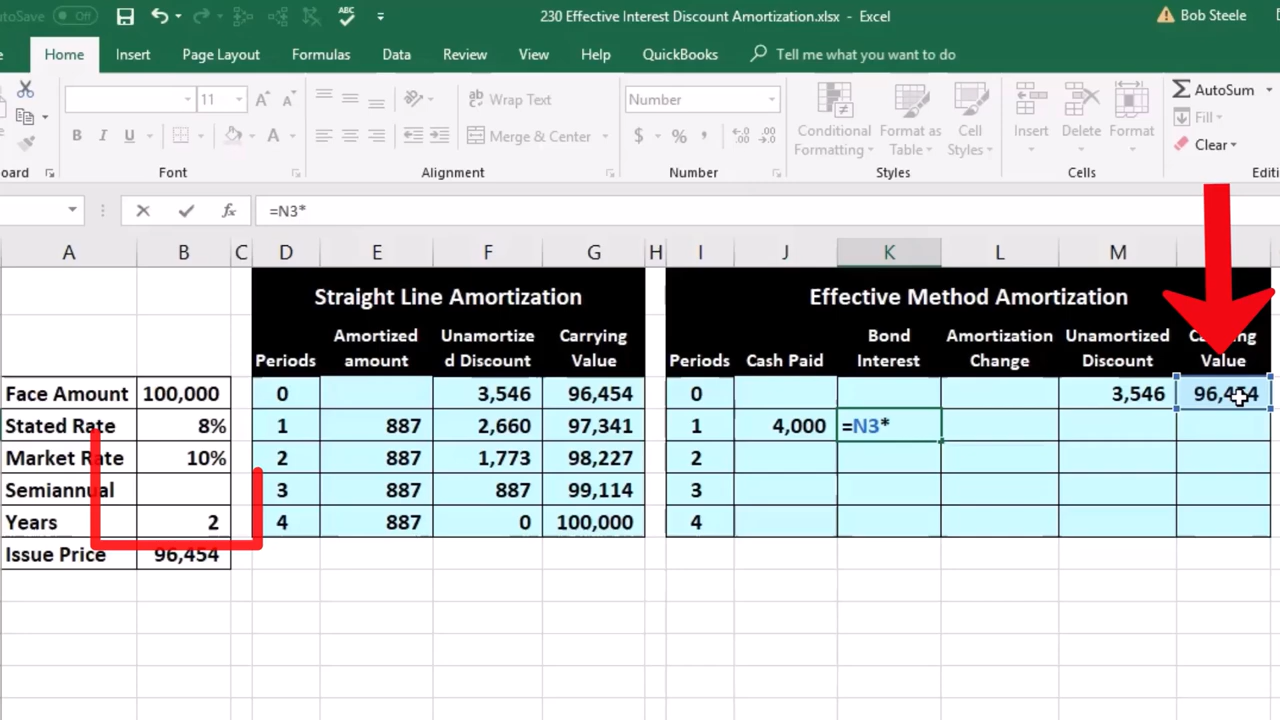 utoSave Off
230 Effective Interest Discount Amortization.xlsx - Excel
Bob Steele
Home Insert Page Layout Formulas Data Review View Help QuickBooks Tell me what you want to do
11 A A ab Wrap Text Number Conditional Formatting Format as Table Cell Styles Insert Delete Format AutoSum
B I U A Merge & Center $ % , Fill
Clear
oard Font Alignment Number Styles Cells Editi
fx =N3*
A B C D E F G H I J K L M
Straight Line Amortization Effective Method Amortization
Amortized Unamortize Carrying Bond Amortization Unamortized
Periods amount d Discount Value Periods Cash Paid Interest Change Discount Value
Face Amount 100,000 0 3,546 96,454 0 3,546 96,454
Stated Rate 8% 1 887 2,660 97,341 1 4,000 =N3*
Market Rate 10% 2 887 1,773 98,227 2
Semiannual 3 887 887 99,114 3
Years 2 4 887 0 100,000 4
Issue Price 96,454